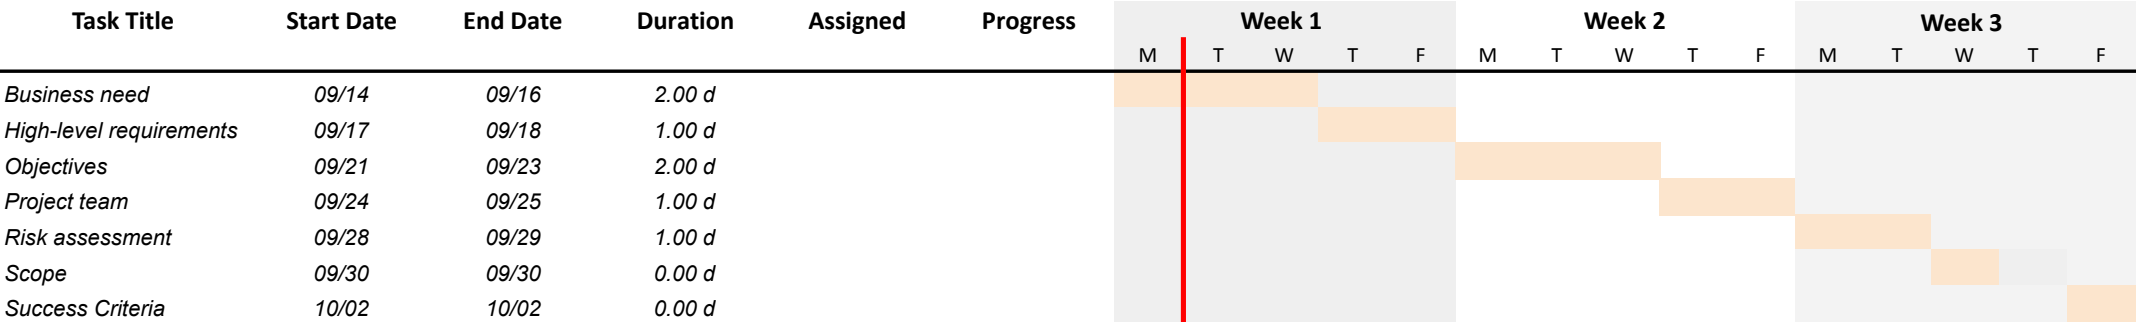 Task Title Start Date End Date Duration Assigned Progress Week 1 Week 2 Week 3
M T W T F M T W T F M T W T F
Business need 09/14 09/16 2.00 d
High-level requirements 09/17 09/18 1.00 d
Objectives 09/21 09/23 2.00 d
Project team 09/24 09/25 1.00 d
Risk assessment 09/28 09/29 1.00 d
Scope 09/30 09/30 0.00 d
Success Criteria 10/02 10/02 0.00 d